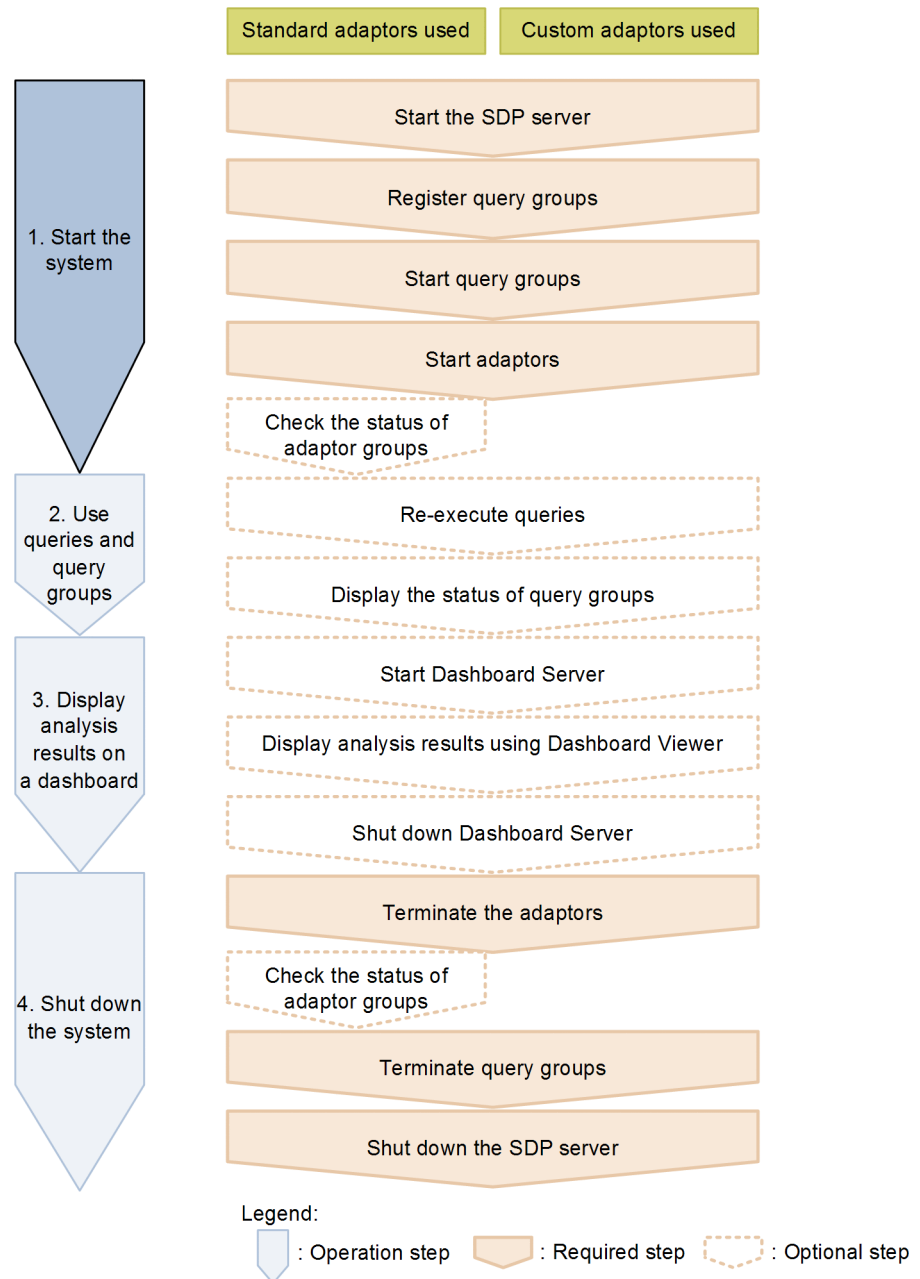 Standard adaptors used
Custom adaptors used
1. Start the
system
Start the SDP server
Register query groups
Start query groups
Start adaptors
Check the status of
adaptor groups
2. Use
queries and
query
groups
Re-execute queries
Display the status of query groups
3. Display
analysis
results on
a dashboard
Start Dashboard Server
Display analysis results using Dashboard Viewer
Shut down Dashboard Server
4. Shut down
the system
Terminate the adaptors
Check the status of
adaptor groups
Terminate query groups
Shut down the SDP server
Legend:
: Operation step
: Required step
: Optional step